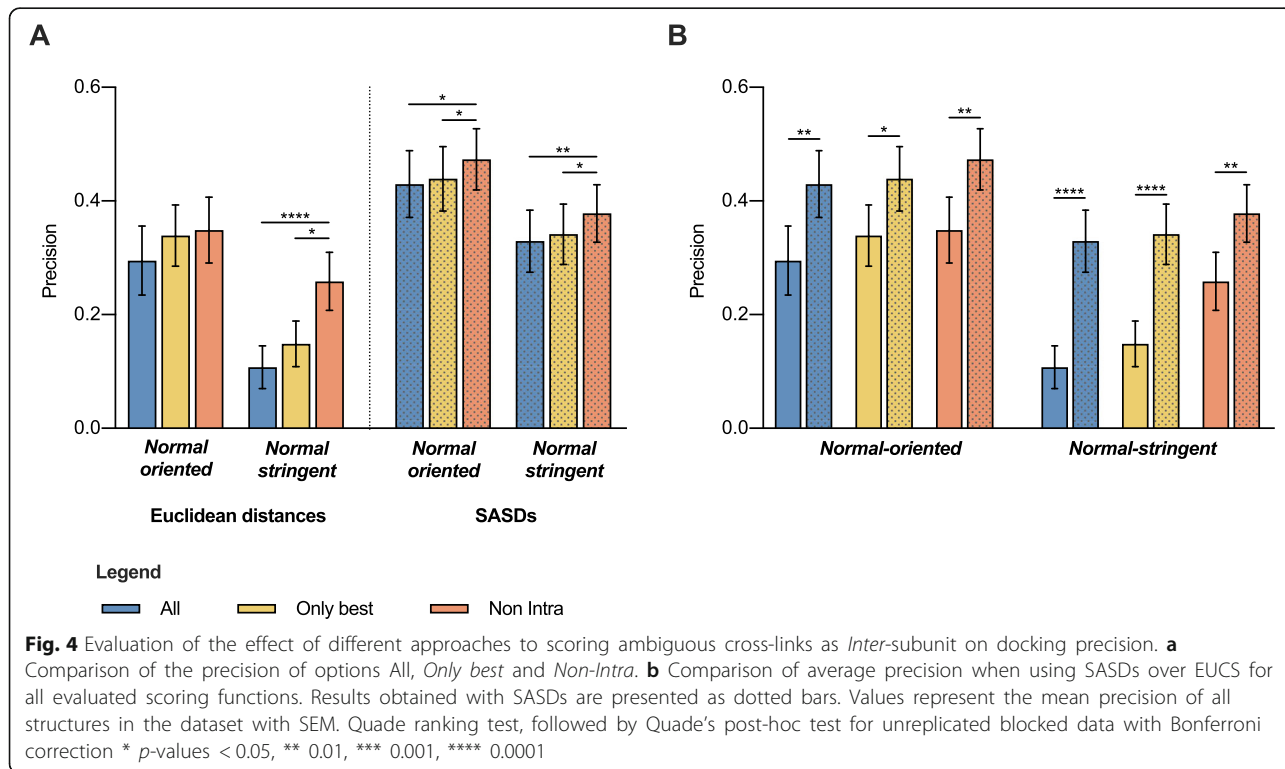 A
B
0.6
0.4
0.2
0.0
Precision
*
*
**
*
****
*
Normal
oriented
Normal
stringent
Normal
oriented
Normal
stringent
Euclidean distances
SASDs
0.6
0.4
0.2
0.0
Precision
**
*
**
****
****
**
Normal-oriented
Normal-stringent
Legend
All
Only best
Non Intra
Fig. 4 Evaluation of the effect of different approaches to scoring ambiguous cross-links as Inter-subunit on docking precision. a
Comparison of the precision of options All, Only best and Non-Intra. b Comparison of average precision when using SASDs over EUCS for
all evaluated scoring functions. Results obtained with SASDs are presented as dotted bars. Values represent the mean precision of all
structures in the dataset with SEM. Quade ranking test, followed by Quade's post-hoc test for unreplicated blocked data with Bonferroni
correction * p-values < 0.05, ** 0.01, *** 0.001, **** 0.0001